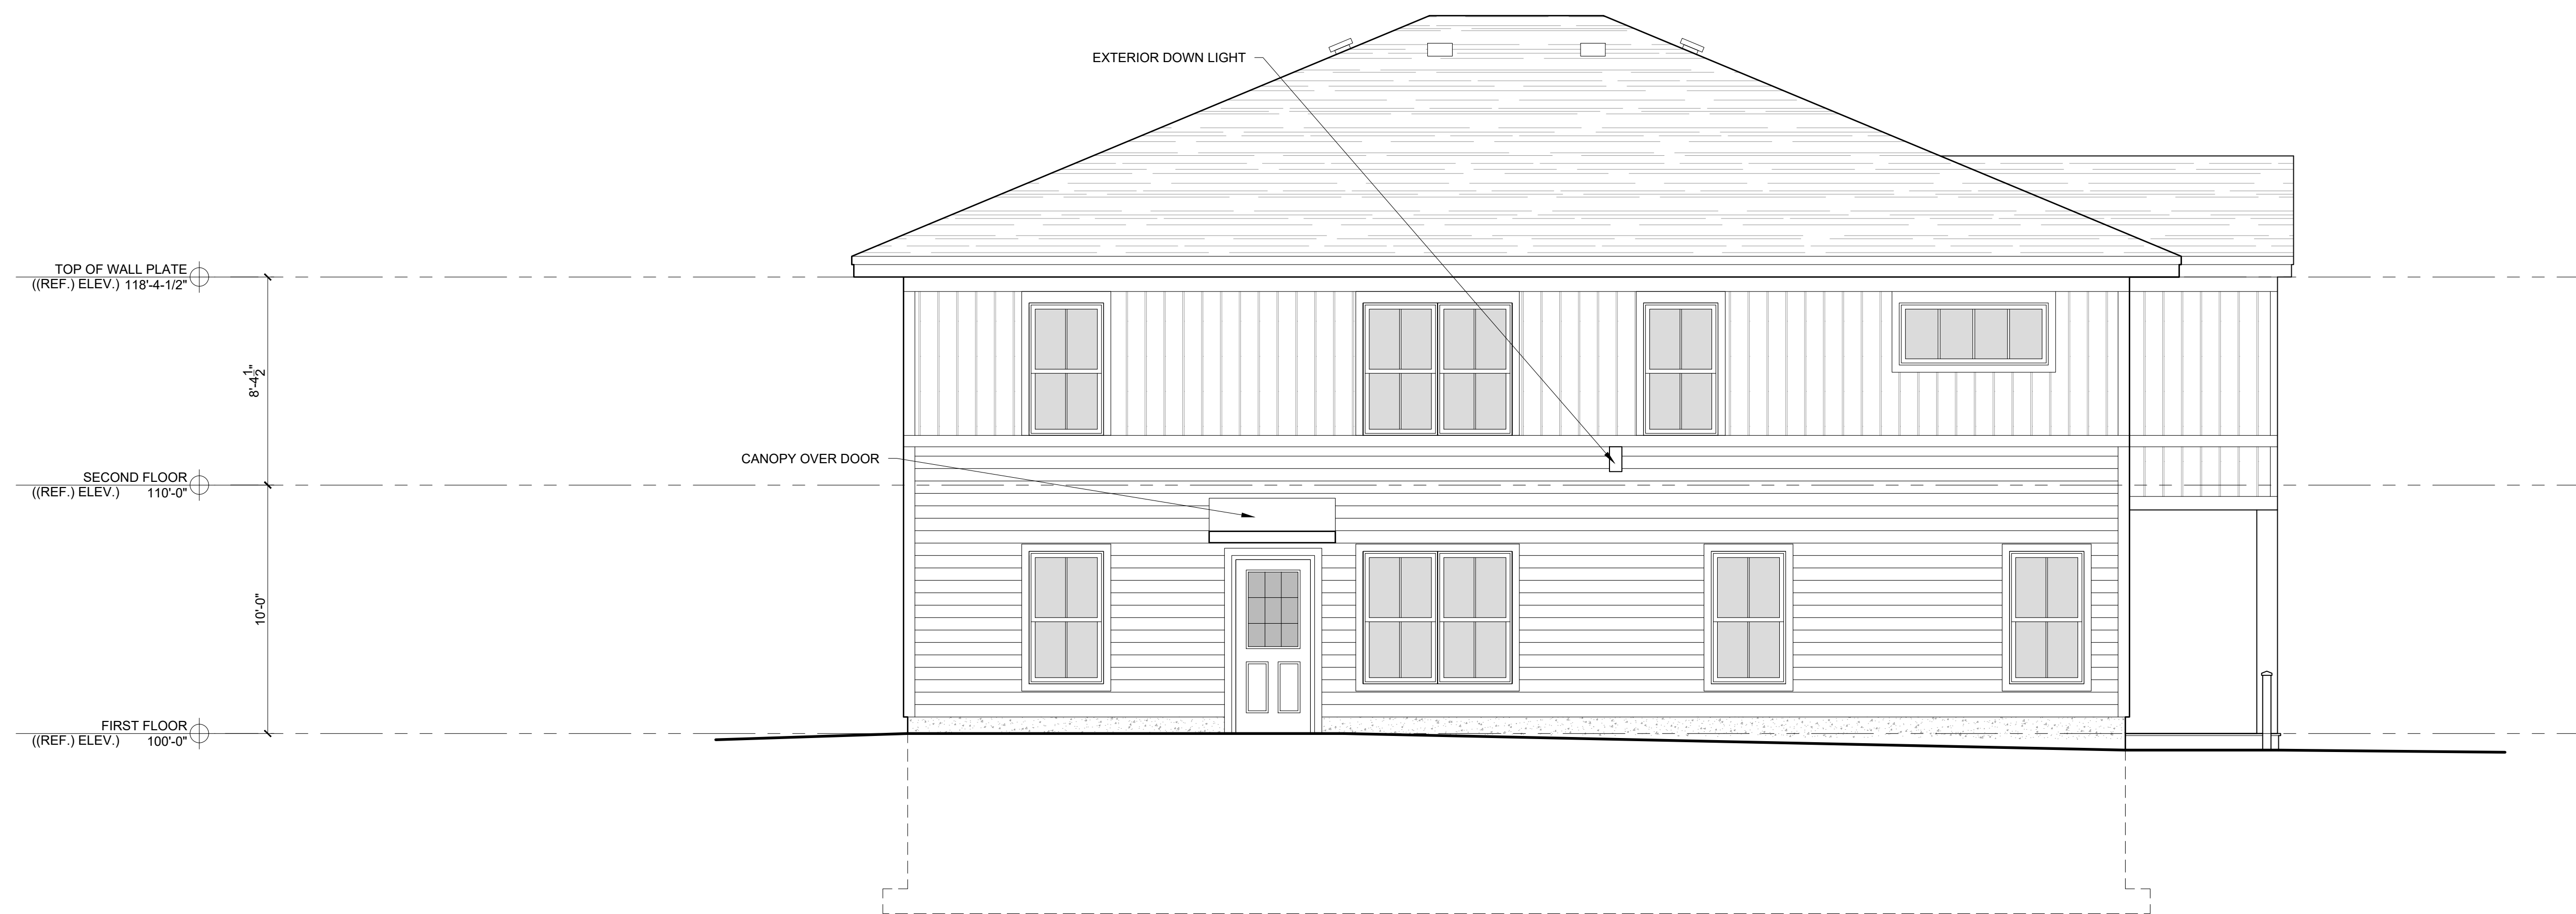 EXTERIOR DOWN LIGHT
TOP OF WALL PLATE
((REF.) ELEV.) 118'-4-1/2"
8'-4 1/2"
CANOPY OVER DOOR
SECOND FLOOR
((REF.) ELEV.) 110'-0"
10'-0"
FIRST FLOOR
((REF.) ELEV.) 100'-0"